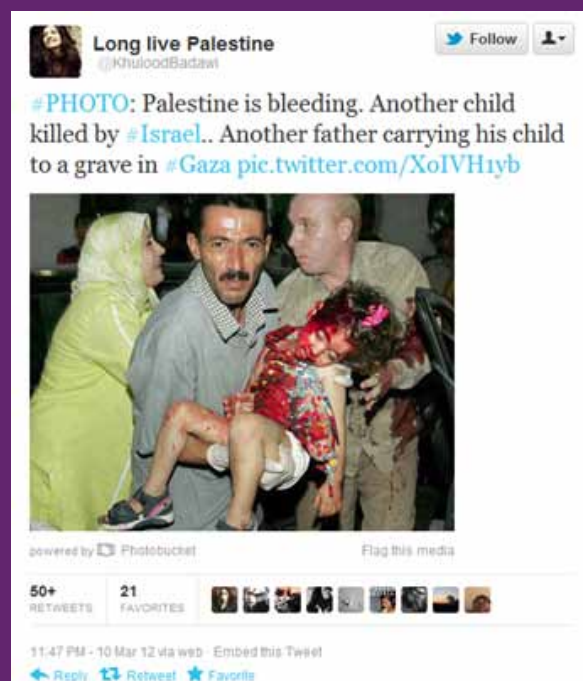 Long live Palestine
@KhuloodBadawi
Follow
#PHOTO: Palestine is bleeding. Another child
killed by #Israel.. Another father carrying his child
to a grave in #Gaza pic.twitter.com/XoIVH1yb
powered by Photobucket
Flag this media
50+
RETWEETS
21
FAVORITES
11:47 PM - 10 Mar 12 via web · Embed this Tweet
Reply Retweet Favorite